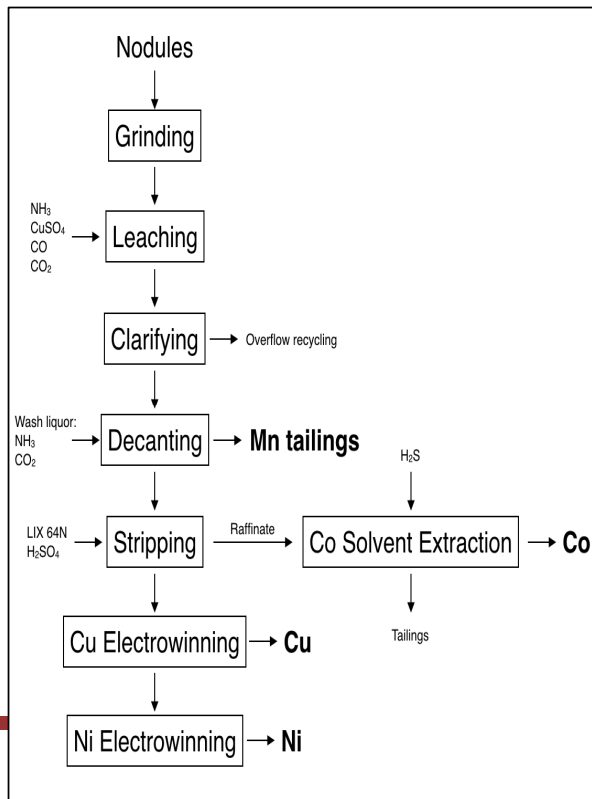 Nodules
Grinding
NH₃
CuSO₄
CO
CO₂
Leaching
Clarifying
Overflow recycling
Wash liquor:
NH₃
CO₂
Decanting
Mn tailings
H₂S
LIX 64N
H₂SO₄
Stripping
Raffinate
Co Solvent Extraction
Co
Tailings
Cu Electrowinning
Cu
Ni Electrowinning
Ni